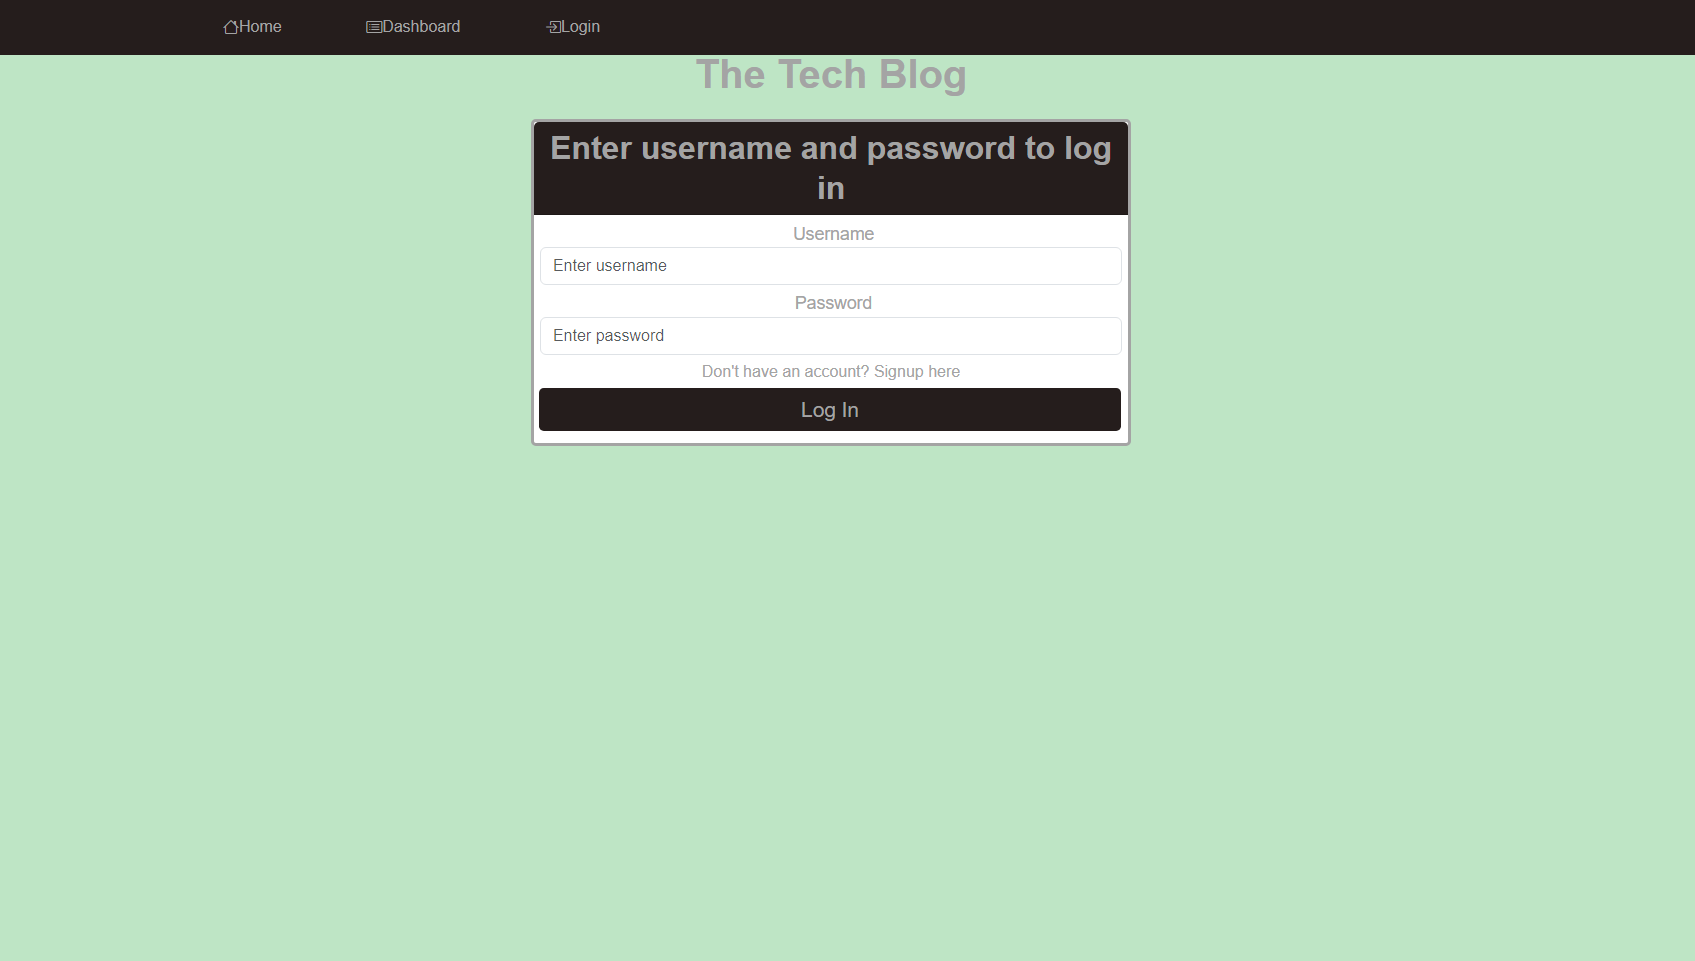 Home Dashboard Login
The Tech Blog
Enter username and password to log
in
Username
Enter username
Password
Enter password
Don't have an account? Signup here
Log In